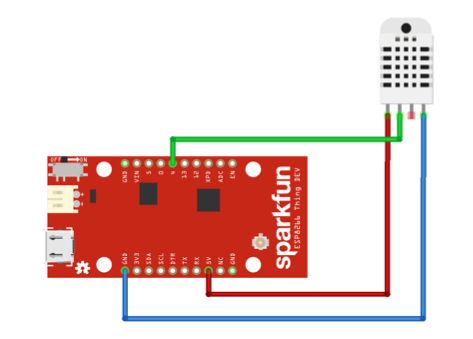 OFF
ON
GND
VIN
5
0
4
13
12
XPD
ADC
EN
sparkfun
ESP8266 Thing DEV
GND
3V3
SDA
SCL
DTR
TX
RX
5V
NC
GND